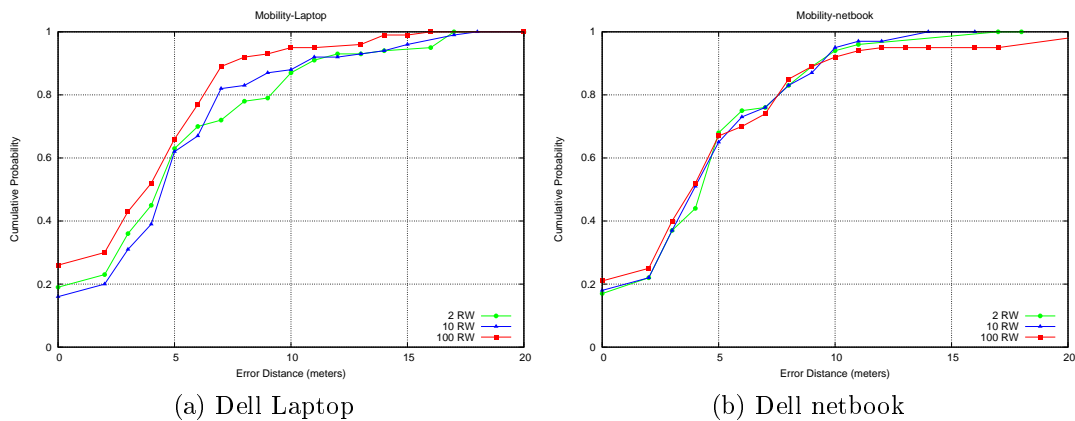 Mobility-Laptop
1
0.8
0.6
0.4
0.2
0
Cumulative Probability
2 RW
10 RW
100 RW
0 5 10 15 20
Error Distance (meters)
(a) Dell Laptop
Mobility-netbook
1
0.8
0.6
0.4
0.2
0
Cumulative Probability
2 RW
10 RW
100 RW
0 5 10 15 20
Error Distance (meters)
(b) Dell netbook